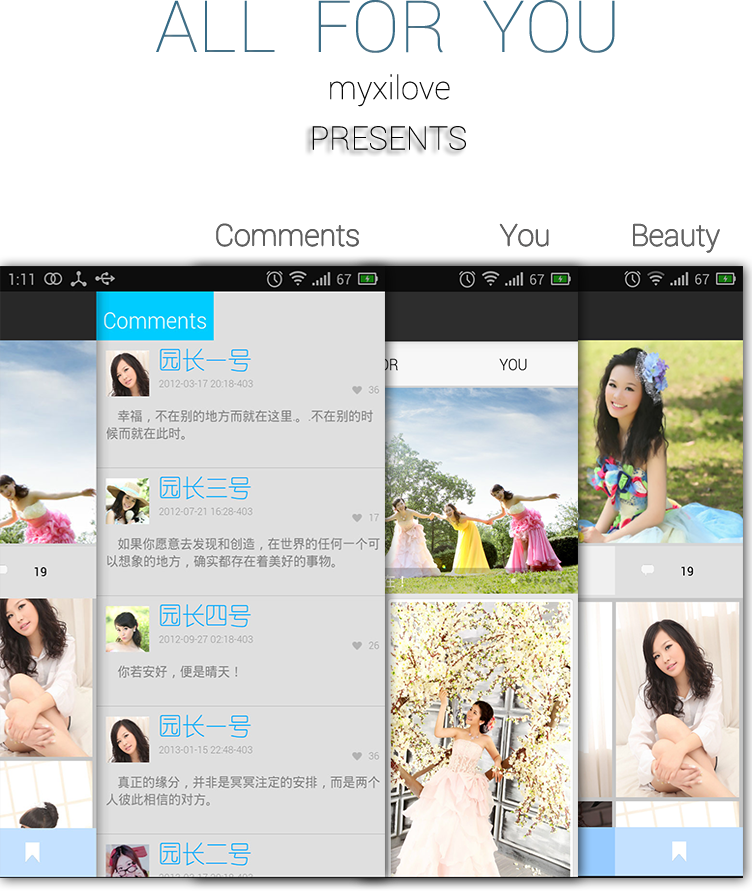 ALL FOR YOU
myxilove
PRESENTS
Comments
You
Beauty
1:11
67
67
67
Comments
园长一号
2012-03-17 20:18-403
36
幸福，不在别的地方而就在这里。.不在别的时
候而就在此时。
园长三号
2012-07-21 16:28-403
17
如果你愿意去发现和创造，在世界的任何一个可
以想象的地方，确实都存在着美好的事物。
园长四号
2012-09-27 02:18-403
26
你若安好，便是晴天！
园长一号
2013-01-15 22:48-403
36
真正的缘分，并非是冥冥注定的安排，而是两个
人彼此相信的对方。
园长二号
19
OR
YOU
19